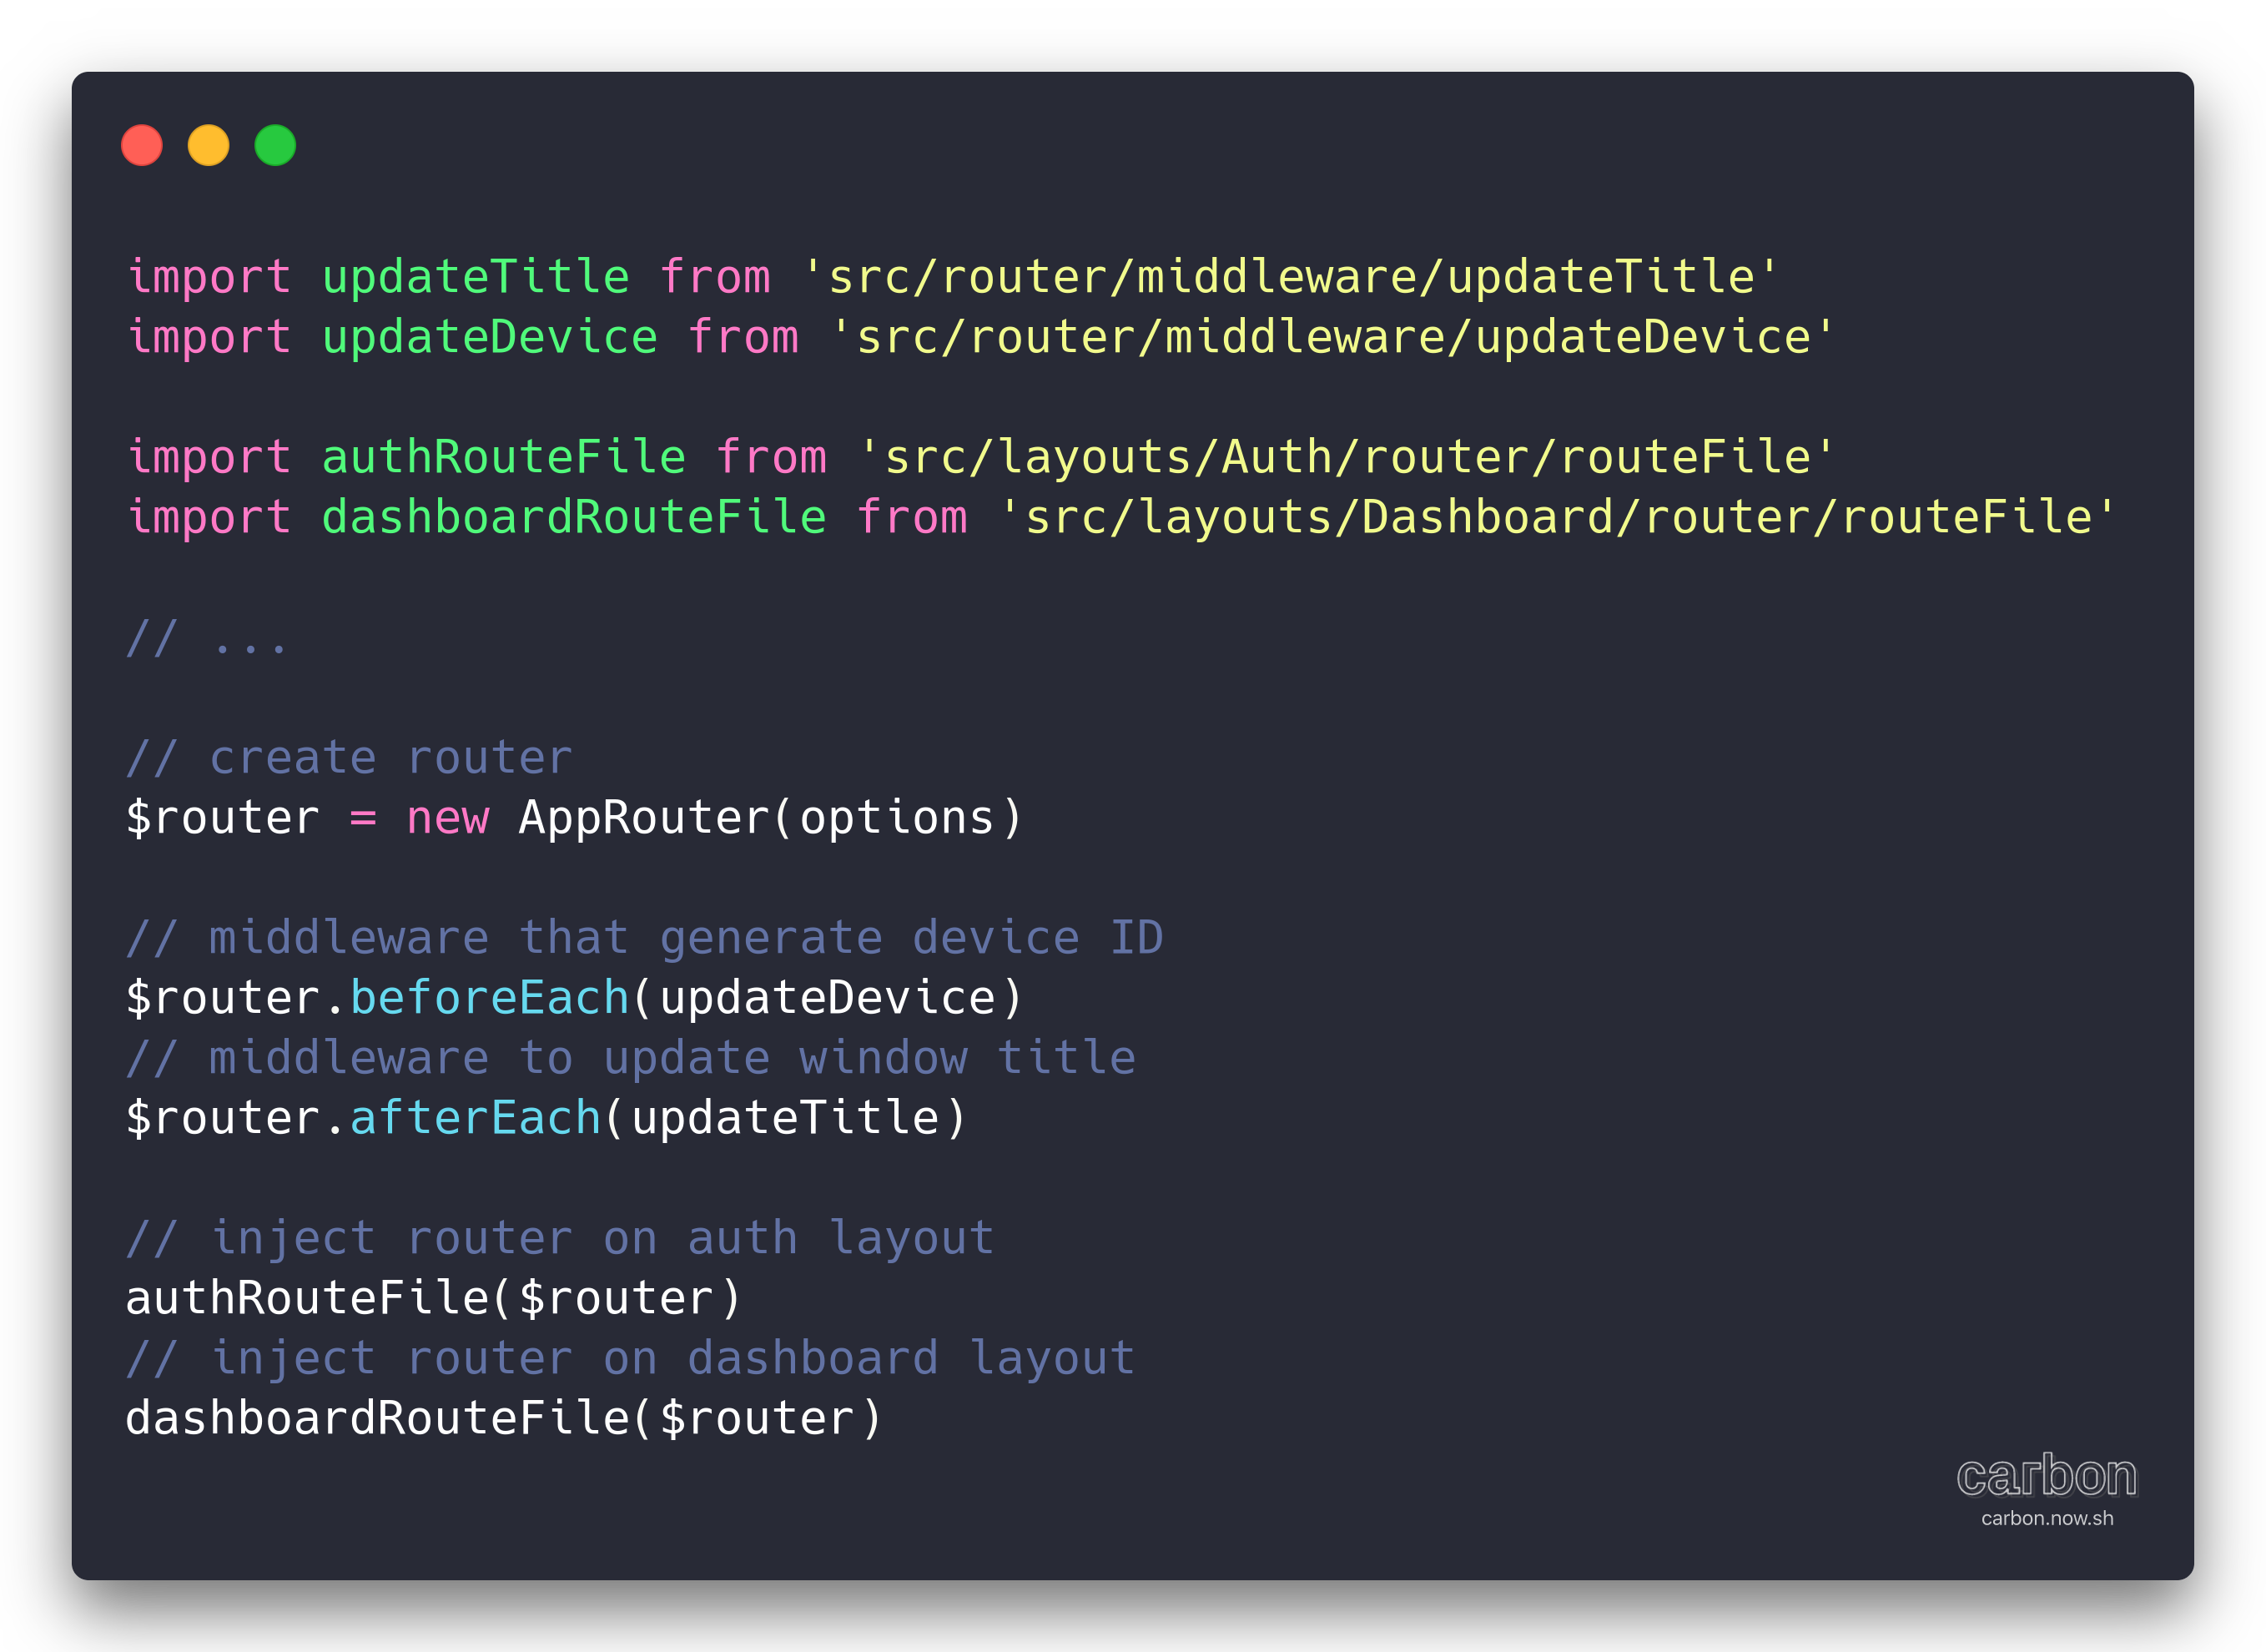 import updateTitle from 'src/router/middleware/updateTitle'
import updateDevice from 'src/router/middleware/updateDevice'
import authRouteFile from 'src/layouts/Auth/router/routeFile'
import dashboardRouteFile from 'src/layouts/Dashboard/router/routeFile'
// ...
// create router
$router = new AppRouter(options)
// middleware that generate device ID
$router.beforeEach(updateDevice)
// middleware to update window title
$router.afterEach(updateTitle)
// inject router on auth layout
authRouteFile($router)
// inject router on dashboard layout
dashboardRouteFile($router)
carbon
carbon.now.sh